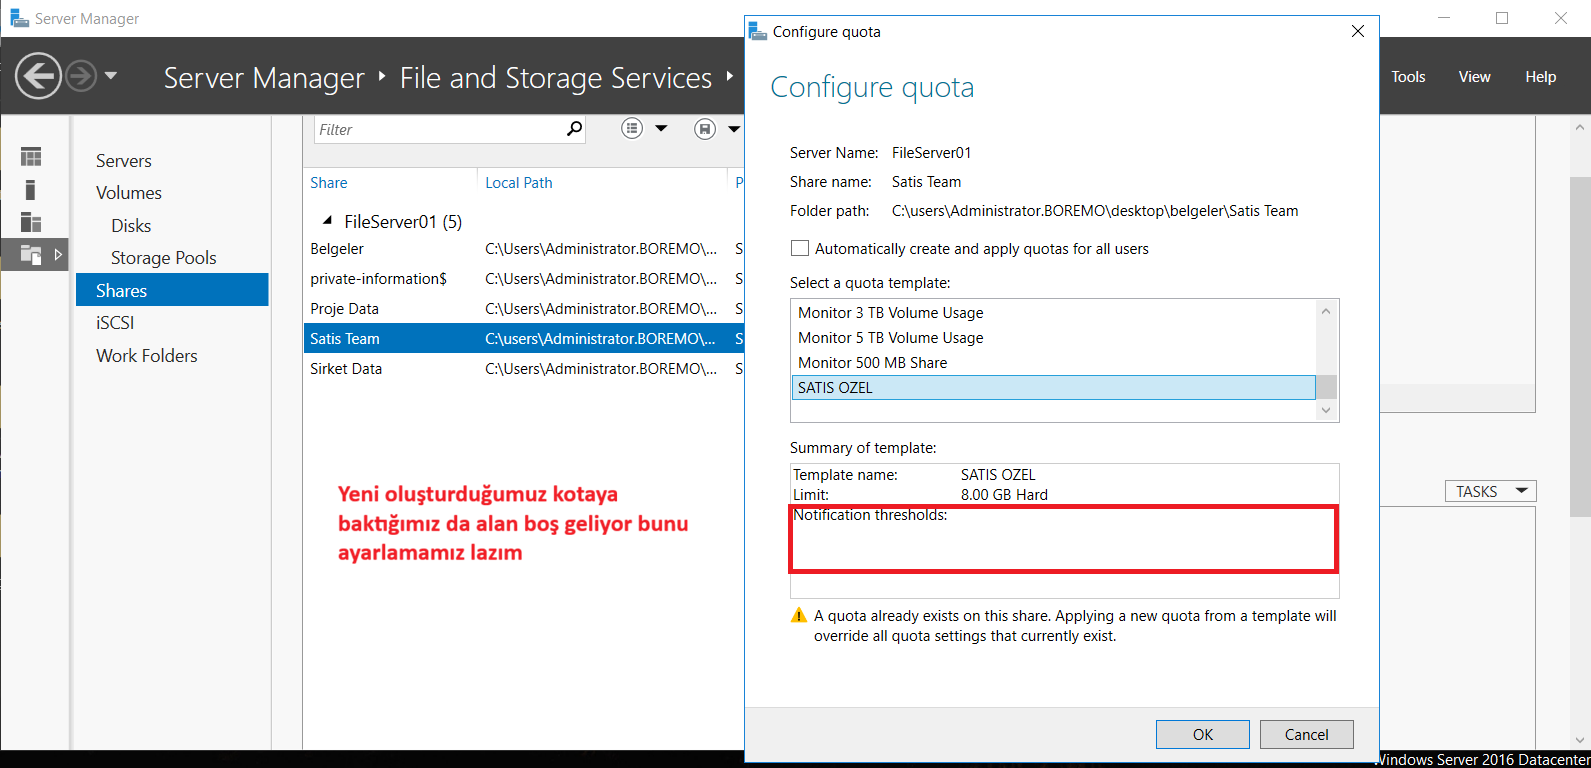 Server Manager
Server Manager File and Storage Services
Tools View Help
Servers
Volumes
Disks
Storage Pools
Shares
iSCSI
Work Folders
Filter
Share Local Path P
FileServer01 (5)
Belgeler C:\Users\Administrator.BOREMO\... S
private-information$ C:\Users\Administrator.BOREMO\... S
Proje Data C:\Users\Administrator.BOREMO\... S
Satis Team C:\users\Administrator.BOREMO\... S
Sirket Data C:\Users\Administrator.BOREMO\... S
Yeni oluşturduğumuz kotaya
baktığımız da alan boş geliyor bunu
ayarlamamız lazım
Configure quota
Configure quota
Server Name: FileServer01
Share name: Satis Team
Folder path: C:\users\Administrator.BOREMO\desktop\belgeler\Satis Team
Automatically create and apply quotas for all users
Select a quota template:
Monitor 3 TB Volume Usage
Monitor 5 TB Volume Usage
Monitor 500 MB Share
SATIS OZEL
Summary of template:
Template name: SATIS OZEL
Limit: 8.00 GB Hard
Notification thresholds:
A quota already exists on this share. Applying a new quota from a template will
override all quota settings that currently exist.
OK Cancel
TASKS
Windows Server 2016 Datacenter